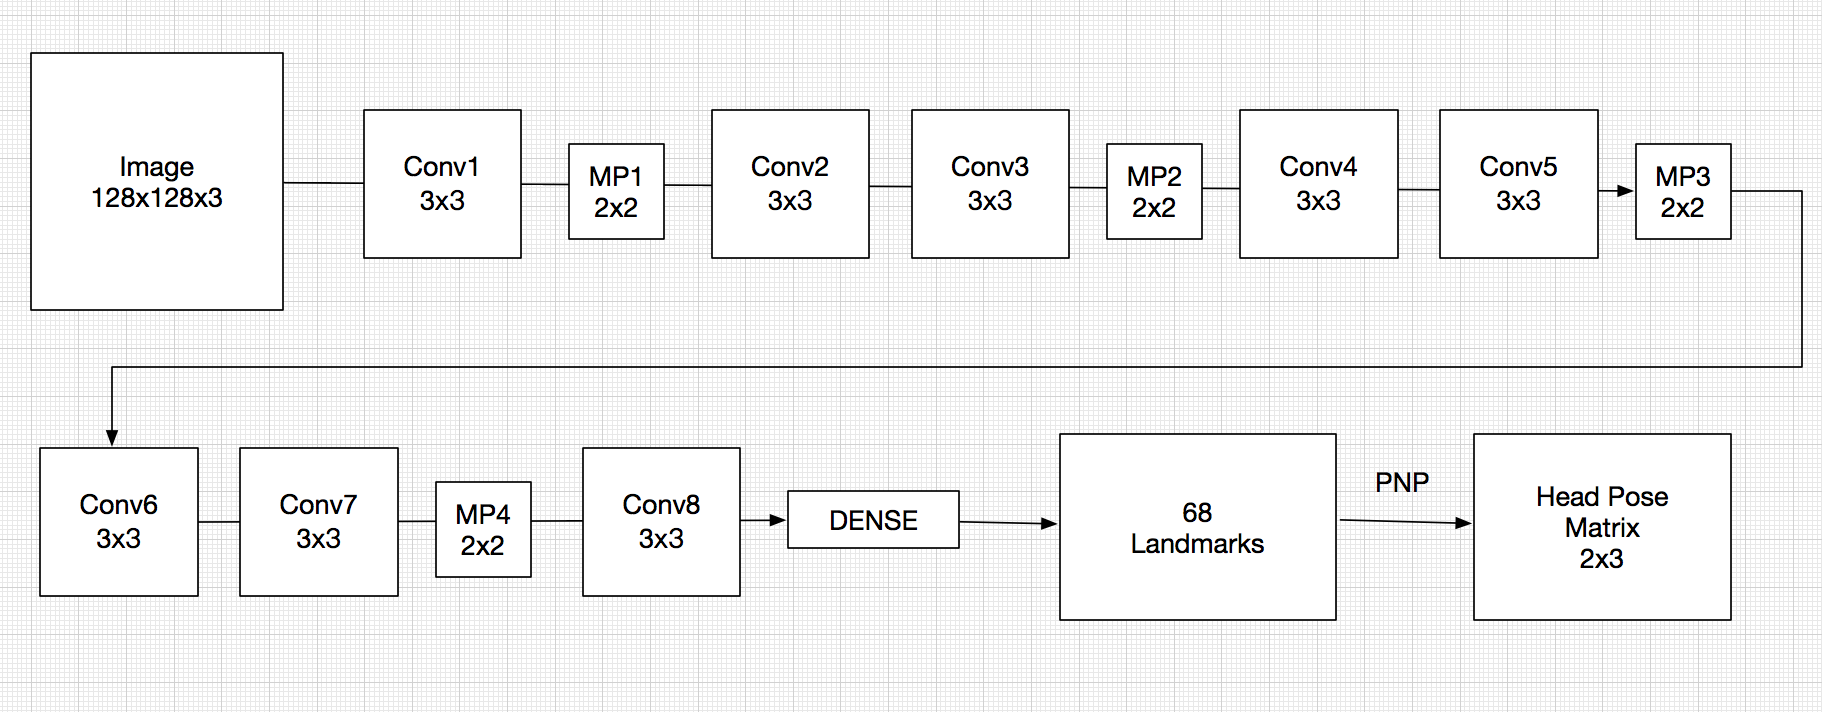 Image
128x128x3
Conv1
3x3
MP1
2x2
Conv2
3x3
Conv3
3x3
MP2
2x2
Conv4
3x3
Conv5
3x3
MP3
2x2
Conv6
3x3
Conv7
3x3
MP4
2x2
Conv8
3x3
DENSE
68
Landmarks
PNP
Head Pose
Matrix
2x3